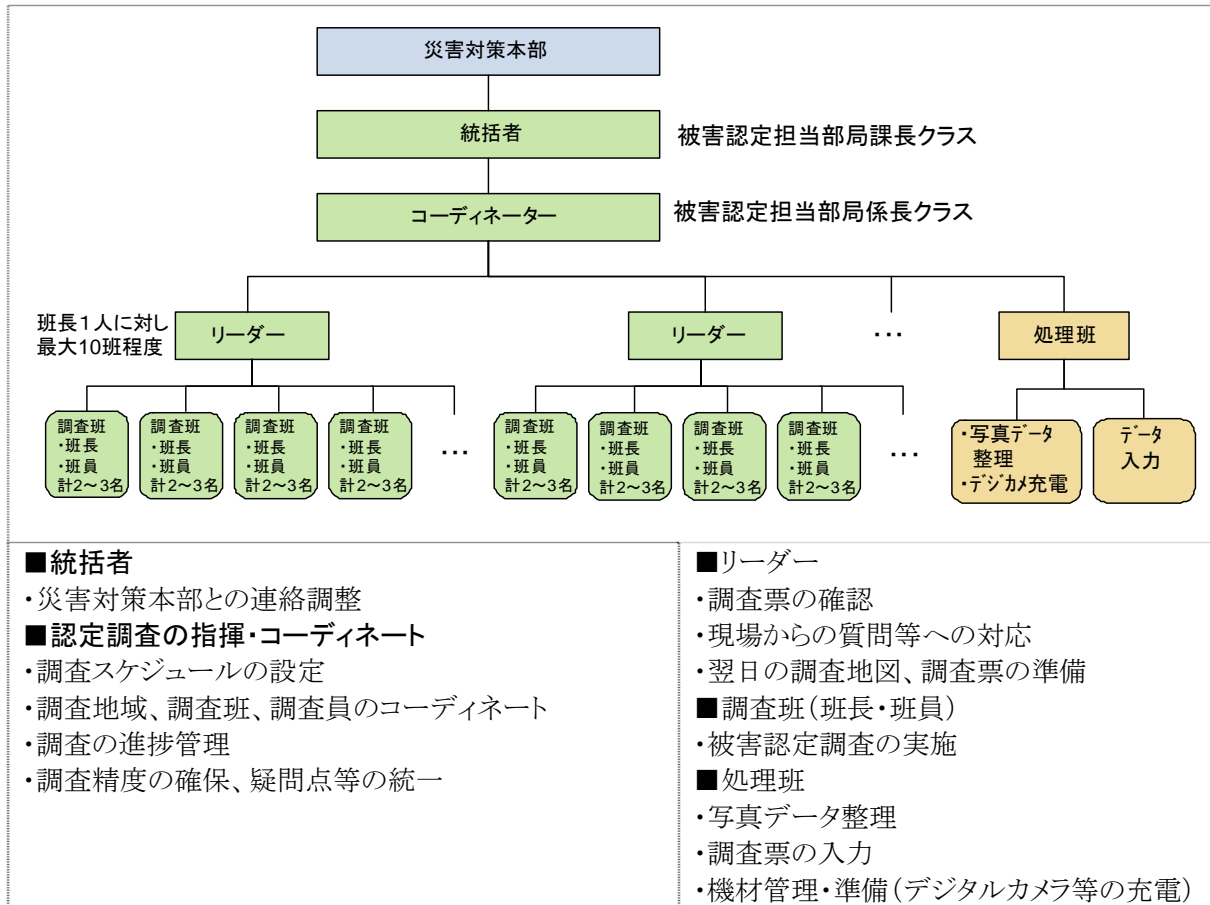 災害対策本部
統括者
被害認定担当部局課長クラス
コーディネーター
被害認定担当部局係長クラス
班長1人に対し
最大10班程度
リーダー
リーダー
…
処理班
調査班
・班長
・班員
計2～3名
調査班
・班長
・班員
計2～3名
調査班
・班長
・班員
計2～3名
調査班
・班長
・班員
計2～3名
…
調査班
・班長
・班員
計2～3名
調査班
・班長
・班員
計2～3名
調査班
・班長
・班員
計2～3名
調査班
・班長
・班員
計2～3名
…
・写真データ
整理
・デジカメ充電
データ
入力
■統括者
・災害対策本部との連絡調整
■認定調査の指揮・コーディネート
・調査スケジュールの設定
・調査地域、調査班、調査員のコーディネート
・調査の進捗管理
・調査精度の確保、疑問点等の統一
■リーダー
・調査票の確認
・現場からの質問等への対応
・翌日の調査地図、調査票の準備
■調査班(班長・班員)
・被害認定調査の実施
■処理班
・写真データ整理
・調査票の入力
・機材管理・準備(デジタルカメラ等の充電)